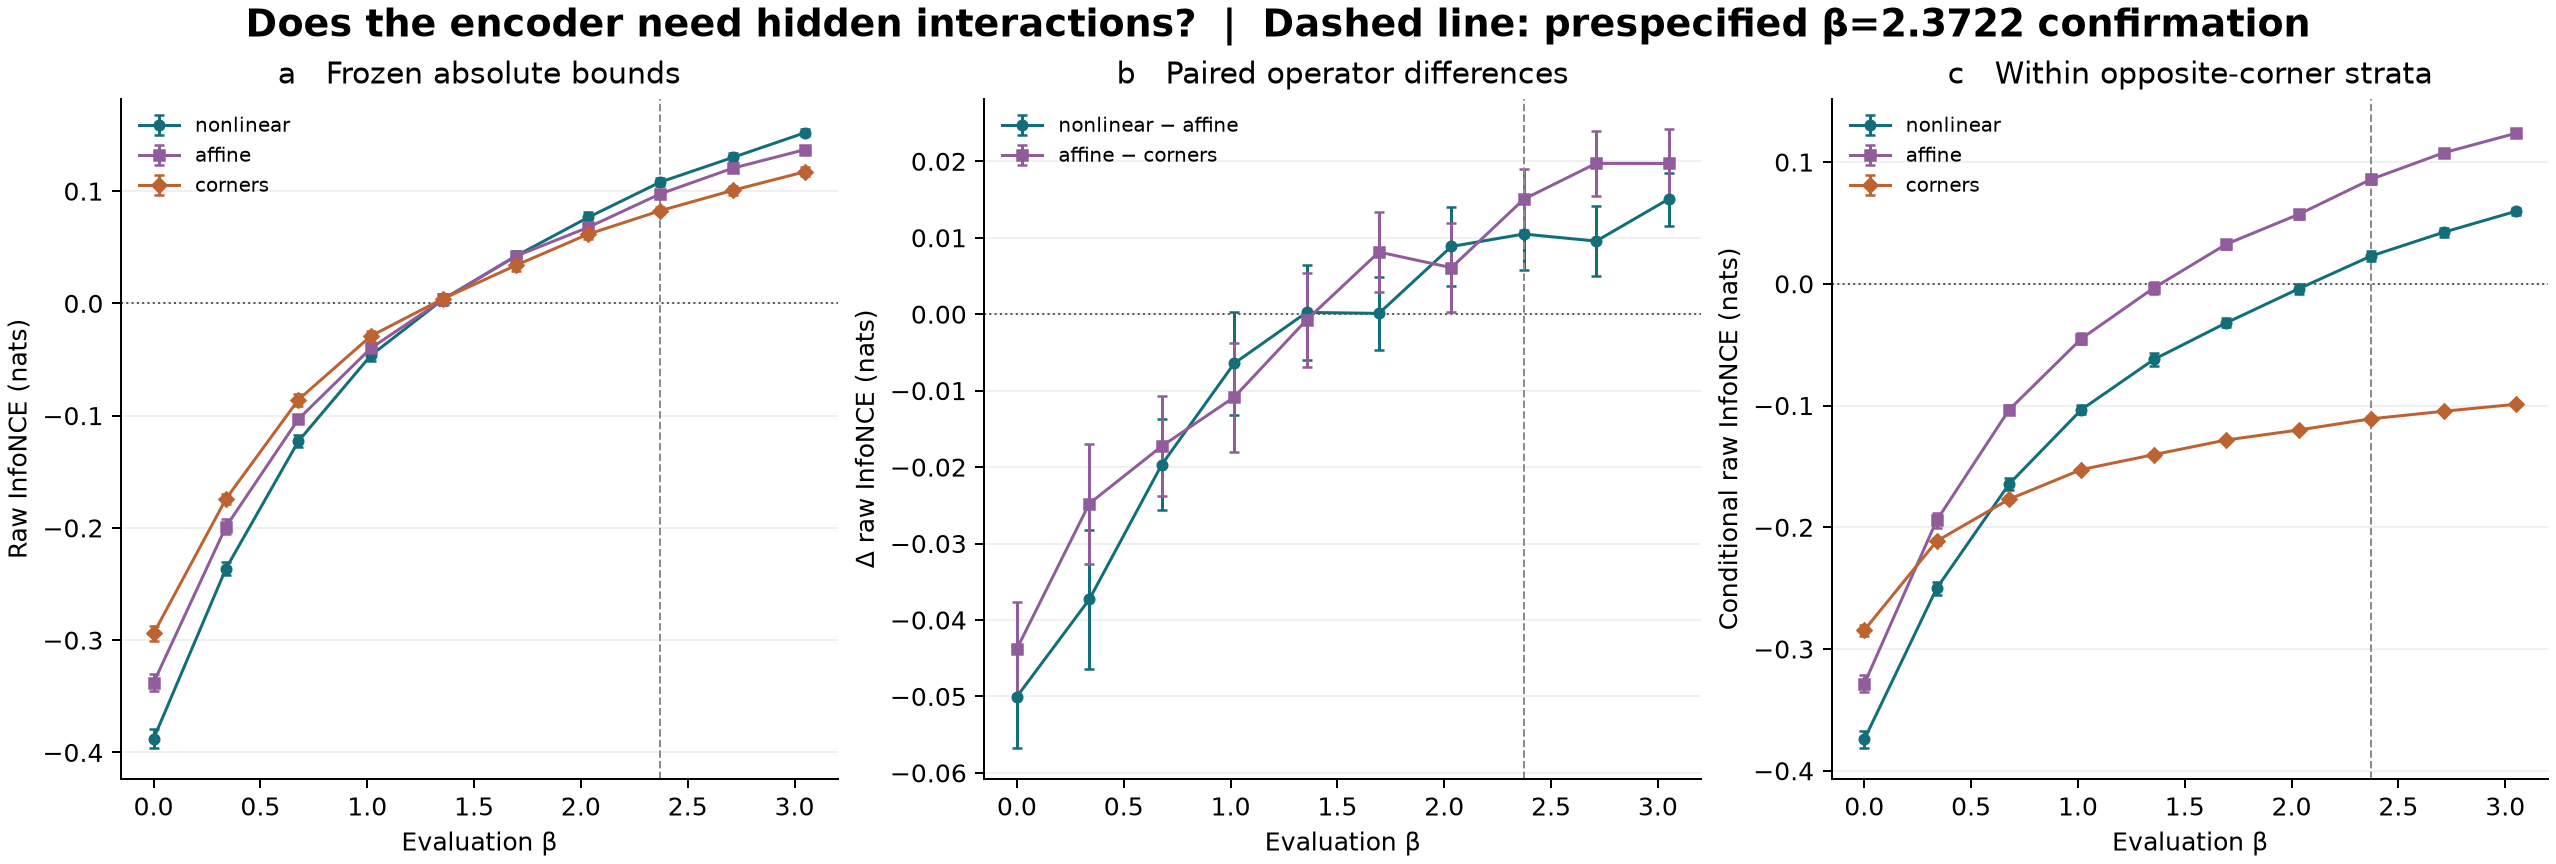 Does the encoder need hidden interactions? | Dashed line: prespecified β=2.3722 confirmation
a Frozen absolute bounds
nonlinear
affine
corners
Raw InfoNCE (nats)
0.1
0.0
−0.1
−0.2
−0.3
−0.4
0.0 0.5 1.0 1.5 2.0 2.5 3.0
Evaluation β
b Paired operator differences
nonlinear − affine
affine − corners
Δ raw InfoNCE (nats)
0.02
0.01
0.00
−0.01
−0.02
−0.03
−0.04
−0.05
−0.06
0.0 0.5 1.0 1.5 2.0 2.5 3.0
Evaluation β
c Within opposite-corner strata
nonlinear
affine
corners
Conditional raw InfoNCE (nats)
0.1
0.0
−0.1
−0.2
−0.3
−0.4
0.0 0.5 1.0 1.5 2.0 2.5 3.0
Evaluation β